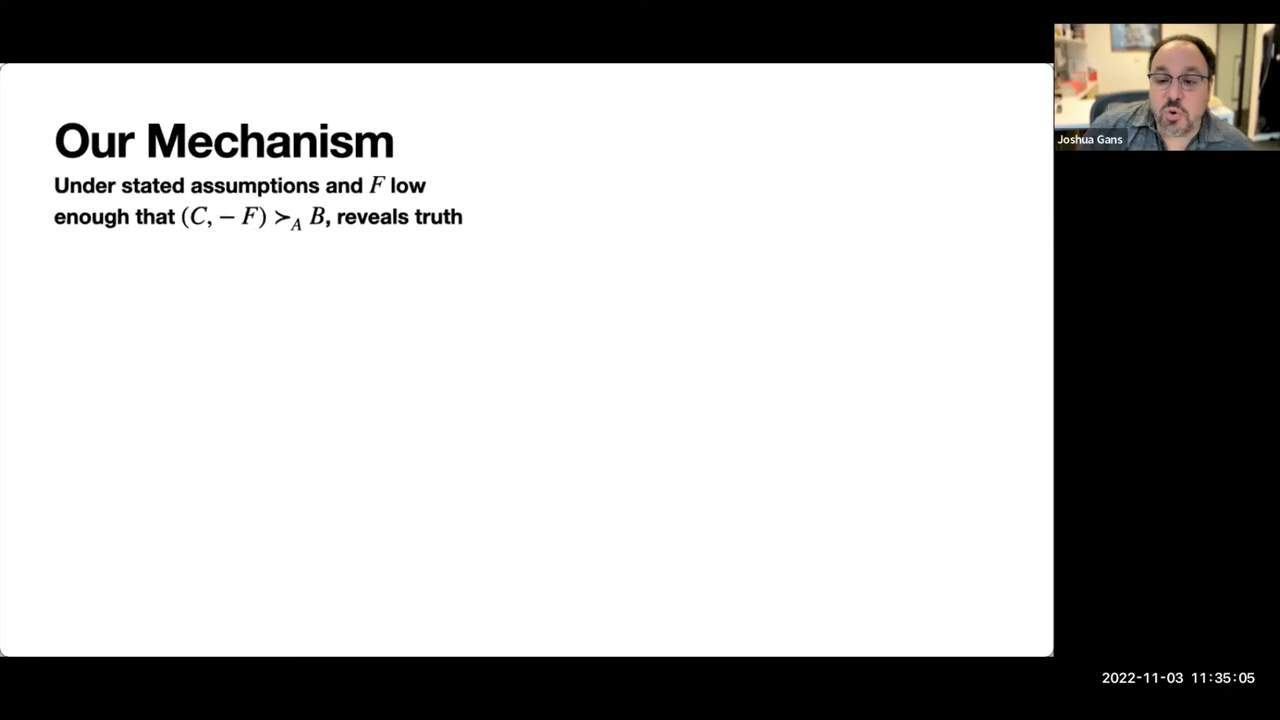 Our Mechanism
Under stated assumptions and F low
enough that (C, − F) ≻_A B, reveals truth
Joshua Gans
2022-11-03 11:35:05